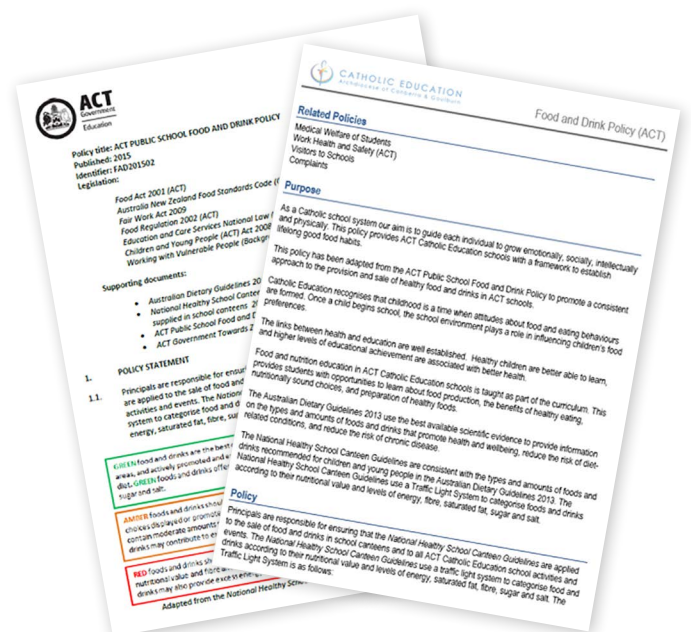 ACT
Government
Education
Policy title: ACT PUBLIC SCHOOL FOOD AND DRINK POLICY
Published: 2015
Identifier: FAD201502
Legislation:
Food Act 2001 (ACT)
Australia New Zealand Food Standards Code
Fair Work Act 2009
Food Regulation 2002 (ACT)
Education and Care Services National Law
Children and Young People (ACT) Act 2008
Working with Vulnerable People
Supporting documents:
• Australian Dietary Guidelines
• National Healthy School
supplied in school canteens
• ACT Public School Food and
• ACT Government Towards
1. POLICY STATEMENT
1.1. Principals are responsible for
are applied to the sale of food and
activities and events. The
system to categorise food and
energy, saturated fat, fibre,
GREEN food and drinks are the best
areas, and actively promoted and
diet. GREEN foods and drinks
sugar and salt.
AMBER foods and drinks
choices displayed or
contain moderate amounts
drinks may contribute to
RED foods and drinks
nutritional value and
drinks may also provide
Adapted from the National Healthy
CATHOLIC EDUCATION
Archdiocese of Canberra & Goulburn
Food and Drink Policy (ACT)
Related Policies
Medical Welfare of Students
Work Health and Safety (ACT)
Visitors to Schools
Complaints
Purpose
As a Catholic school system our aim is to guide each individual to grow emotionally, socially, intellectually
and physically. This policy provides ACT Catholic Education schools with a framework to establish
lifelong good food habits.
This policy has been adapted from the ACT Public School Food and Drink Policy to promote a consistent
approach to the provision and sale of healthy food and drinks in ACT schools.
Catholic Education recognises that childhood is a time when attitudes about food and eating behaviours
are formed. Once a child begins school, the school environment plays a role in influencing children's food
preferences.
The links between health and education are well established. Healthy children are better able to learn,
and higher levels of educational achievement are associated with better health.
Food and nutrition education in ACT Catholic Education schools is taught as part of the curriculum. This
provides students with opportunities to learn about food production, the benefits of healthy eating,
nutritionally sound choices, and preparation of healthy foods.
The Australian Dietary Guidelines 2013 use the best available scientific evidence to provide information
on the types and amounts of foods and drinks that promote health and wellbeing, reduce the risk of diet-
related conditions, and reduce the risk of chronic disease.
The National Healthy School Canteen Guidelines are consistent with the types and amounts of foods and
drinks recommended for children and young people in the Australian Dietary Guidelines 2013. The
National Healthy School Canteen Guidelines use a Traffic Light System to categorise foods and drinks
according to their nutritional value and levels of energy, fibre, saturated fat, sugar and salt.
Policy
Principals are responsible for ensuring that the National Healthy School Canteen Guidelines are applied
to the sale of food and drinks in school canteens and to all ACT Catholic Education school activities and
events. The National Healthy School Canteen Guidelines use a traffic light system to categorise food and
drinks according to their nutritional value and levels of energy, saturated fat, fibre, sugar and salt. The
Traffic Light System is as follows: